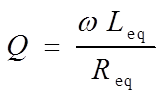 Q = ω L_eq / R_eq